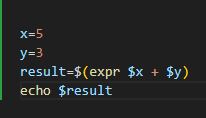 x=5
y=3
result=$(expr $x + $y)
echo $result